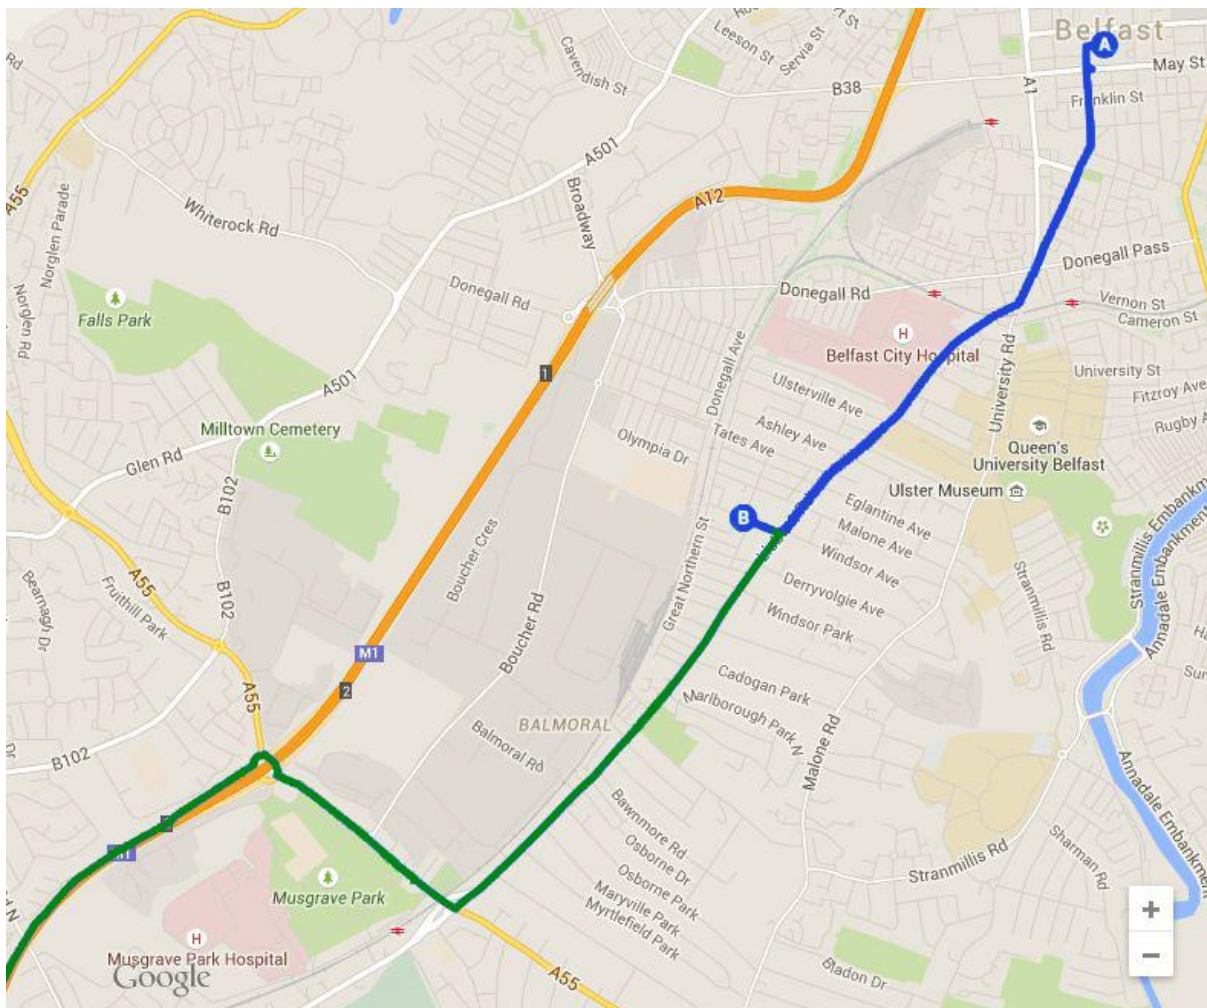 Belfast
A
Leeson St
Servia St
Cavendish St
B38
A1
May St
Franklin St
A55
Rd
A501
Broadway
A12
Whiterock Rd
Norglen Parade
Norglen Rd
Falls Park
Donegall Rd
Donegall Pass
Donegall Rd
Vernon St
Cameron St
H
Belfast City Hospital
1
A501
Donegall Ave
University Rd
University St
Fitzroy Ave
Ulsterville Ave
Ashley Ave
Tates Ave
Olympia Dr
Milltown Cemetery
Glen Rd
B102
Queen's
University Belfast
Ulster Museum
B
Eglantine Ave
Malone Ave
Windsor Ave
Derryvolgie Ave
Windsor Park
Great Northern St
Boucher Cres
Boucher Rd
Stranmillis Embankment
Annadale Embankment
Stranmillis Rd
A55
B102
Fruithill Park
Bearnagh Dr
M1
2
A55
B102
Dr
Cadogan Park
Marlborough Park N
Malone Rd
BALMORAL
Balmoral Rd
Annadale Embankment
Bawnmore Rd
Osborne Dr
Osborne Park
Maryville Park
Myrtlefield Park
Stranmillis Rd
Sharman Rd
Musgrave Park
H
Musgrave Park Hospital
Google
A55
Bladon Dr
+
−